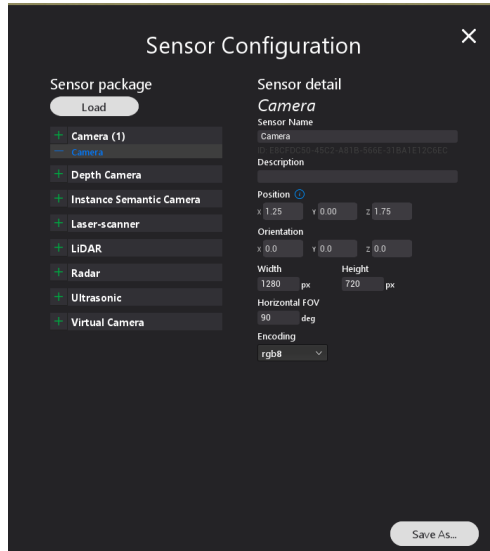 Sensor Configuration
Sensor package
Load
+ Camera (1)
— Camera
+ Depth Camera
+ Instance Semantic Camera
+ Laser-scanner
+ LiDAR
+ Radar
+ Ultrasonic
+ Virtual Camera
Sensor detail
Camera
Sensor Name
Camera
Description
Position
X 1.25 Y 0.00 Z 1.75
Orientation
X 0.0 Y 0.0 Z 0.0
Width Height
1280 px 720 px
Horizontal FOV
90 deg
Encoding
rgb8
Save As...